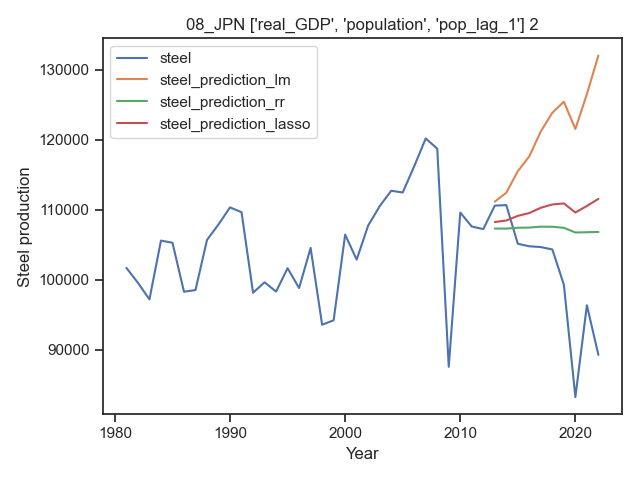 08_JPN ['real_GDP', 'population', 'pop_lag_1'] 2
steel
steel_prediction_lm
steel_prediction_rr
steel_prediction_lasso
Steel production
130000
120000
110000
100000
90000
1980
1990
2000
2010
2020
Year